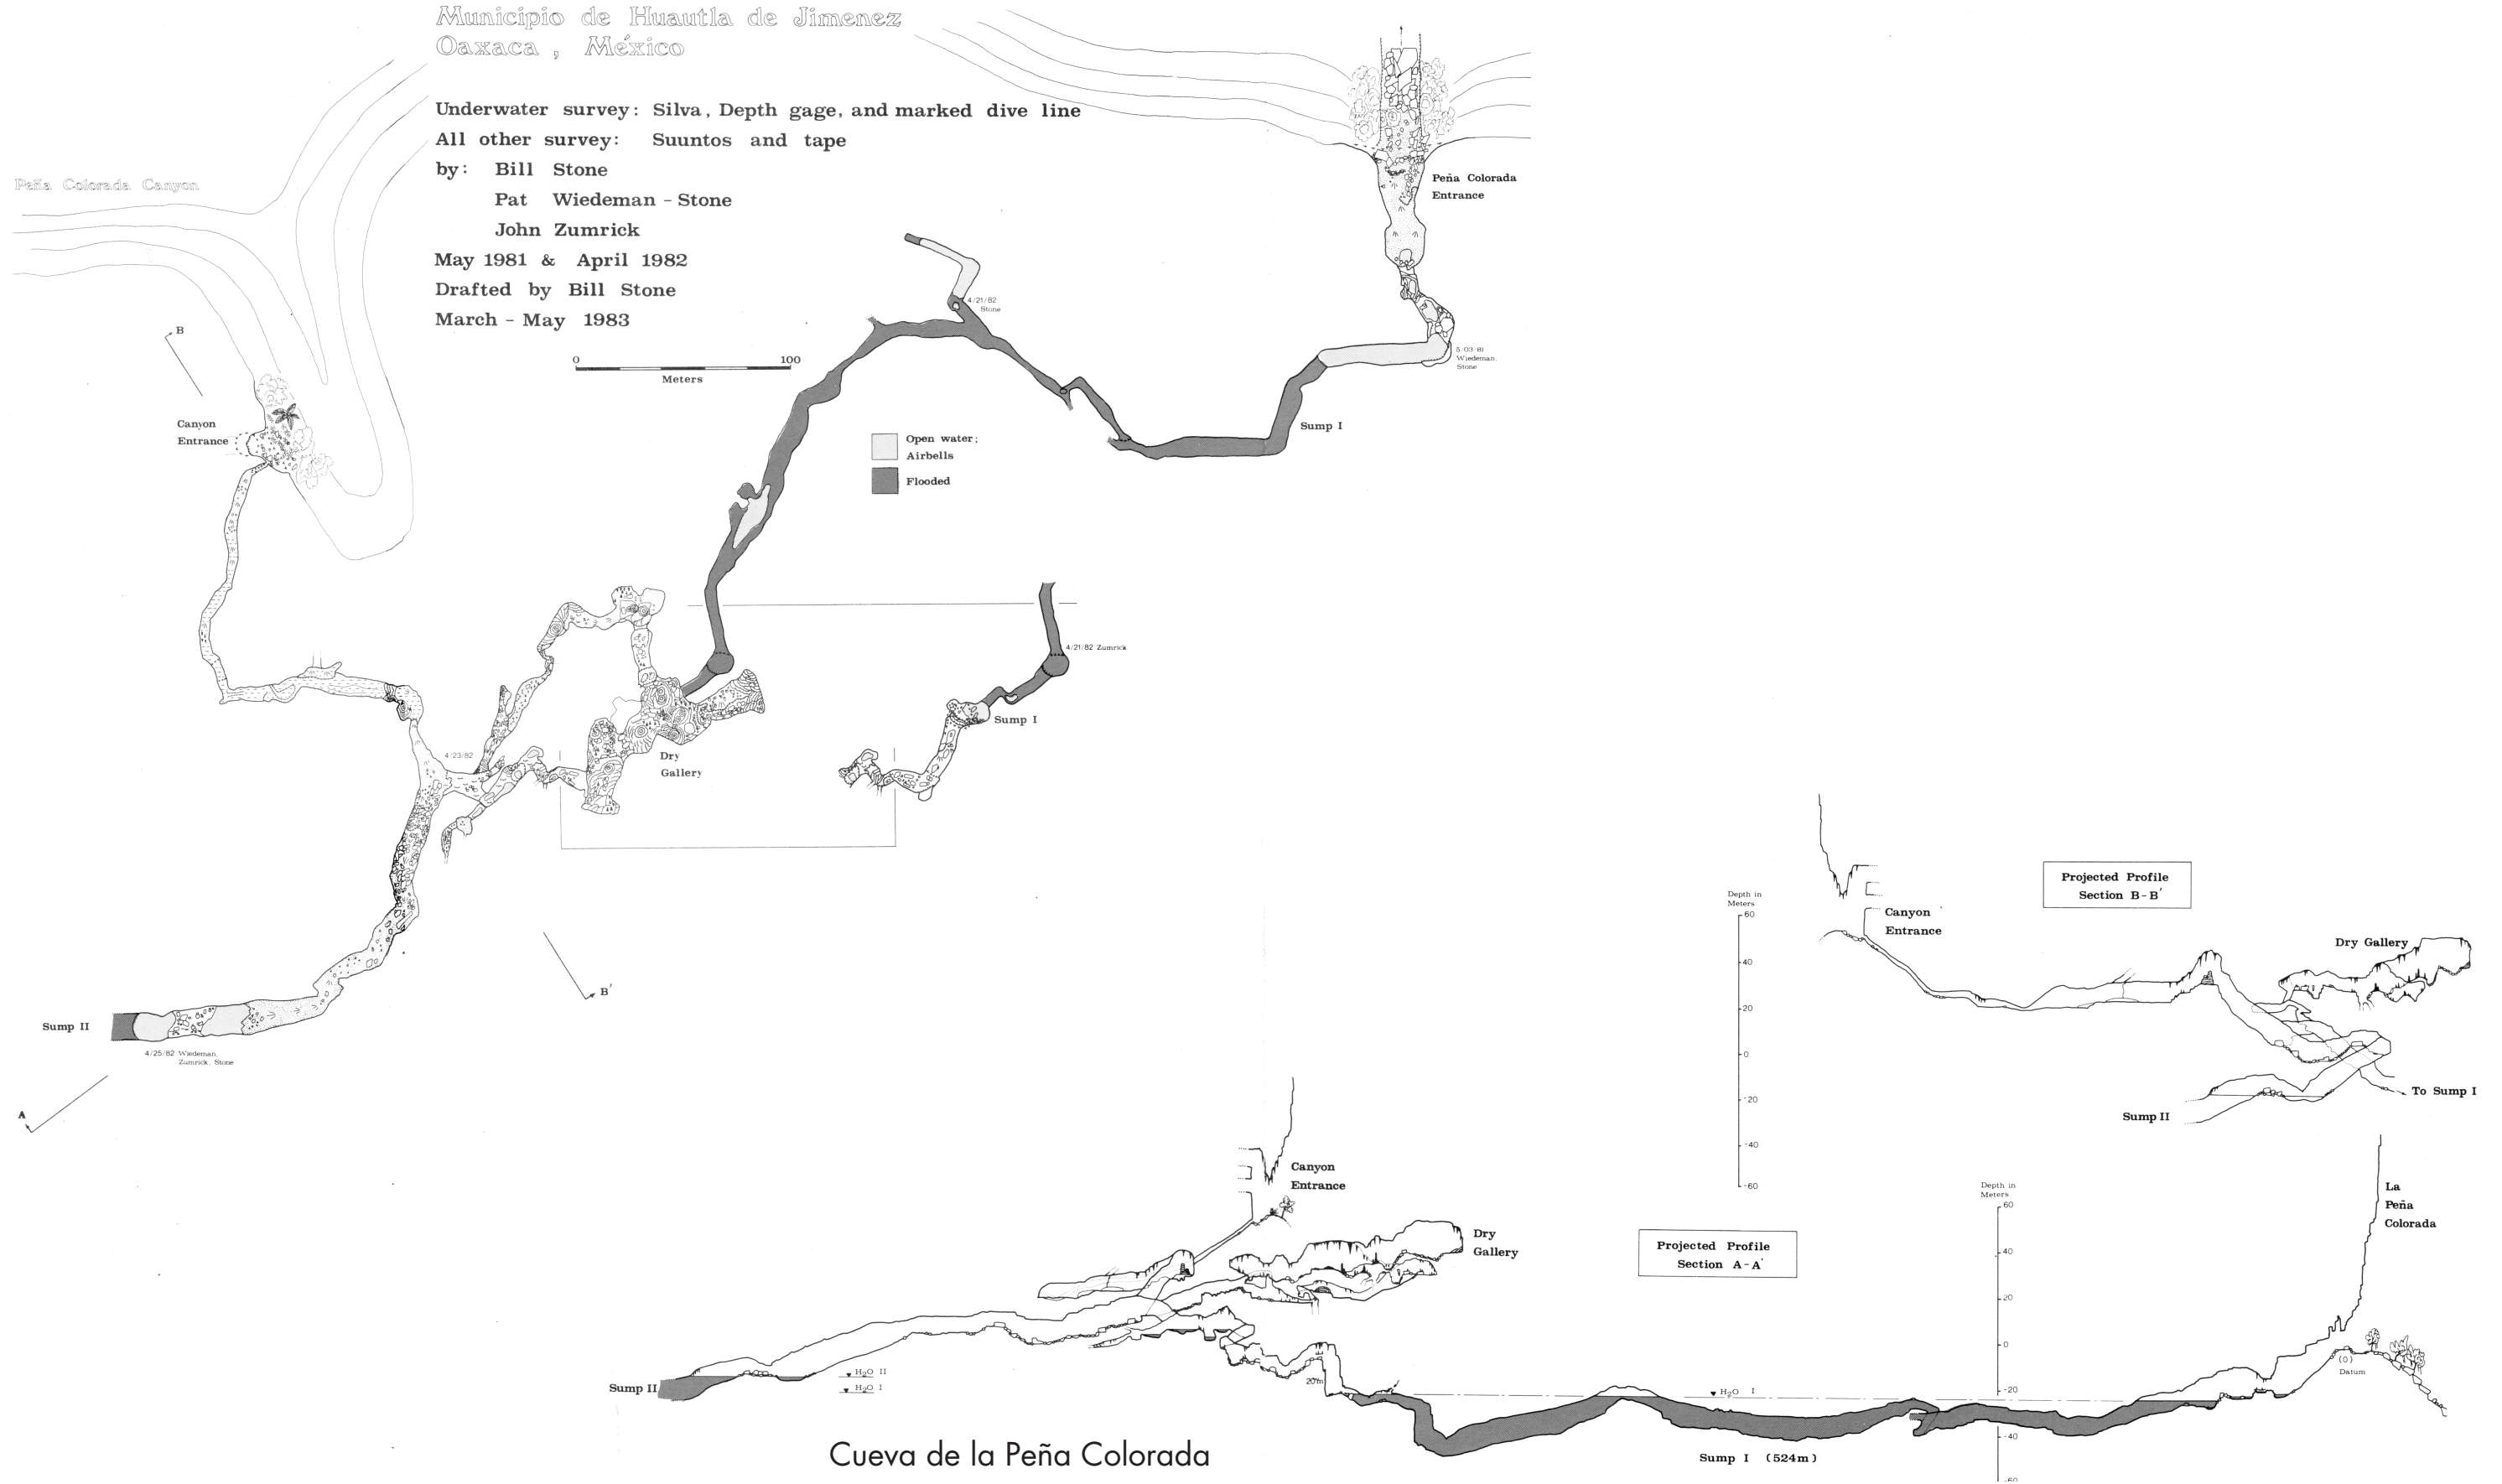 Municipio de Huautla de Jimenez
Oaxaca , México
Underwater survey: Silva, Depth gage, and marked dive line
All other survey: Suuntos and tape
by: Bill Stone
Pat Wiedeman - Stone
John Zumrick
May 1981 & April 1982
Drafted by Bill Stone
March - May 1983
0 100
Meters
Peña Colorada Canyon
B
Canyon
Entrance
Peña Colorada
Entrance
5-03-81
Wiedeman,
Stone
4/21/82
Stone
Sump I
Open water;
Airbells
Flooded
4/21/82 Zumrick
Sump I
Dry
Gallery
4/23/82
B'
Sump II
4/25/82 Wiedeman,
Zumrick, Stone
A
Depth in
Meters
60
40
20
0
-20
-40
-60
Projected Profile
Section B-B'
Canyon
Entrance
Dry Gallery
To Sump I
Sump II
Canyon
Entrance
Dry
Gallery
Projected Profile
Section A-A'
Depth in
Meters
60
40
20
0
-20
-40
-60
La
Peña
Colorada
(0)
Datum
Sump II
H2O II
H2O I
20m
H2O I
Sump I (524m)
Cueva de la Peña Colorada